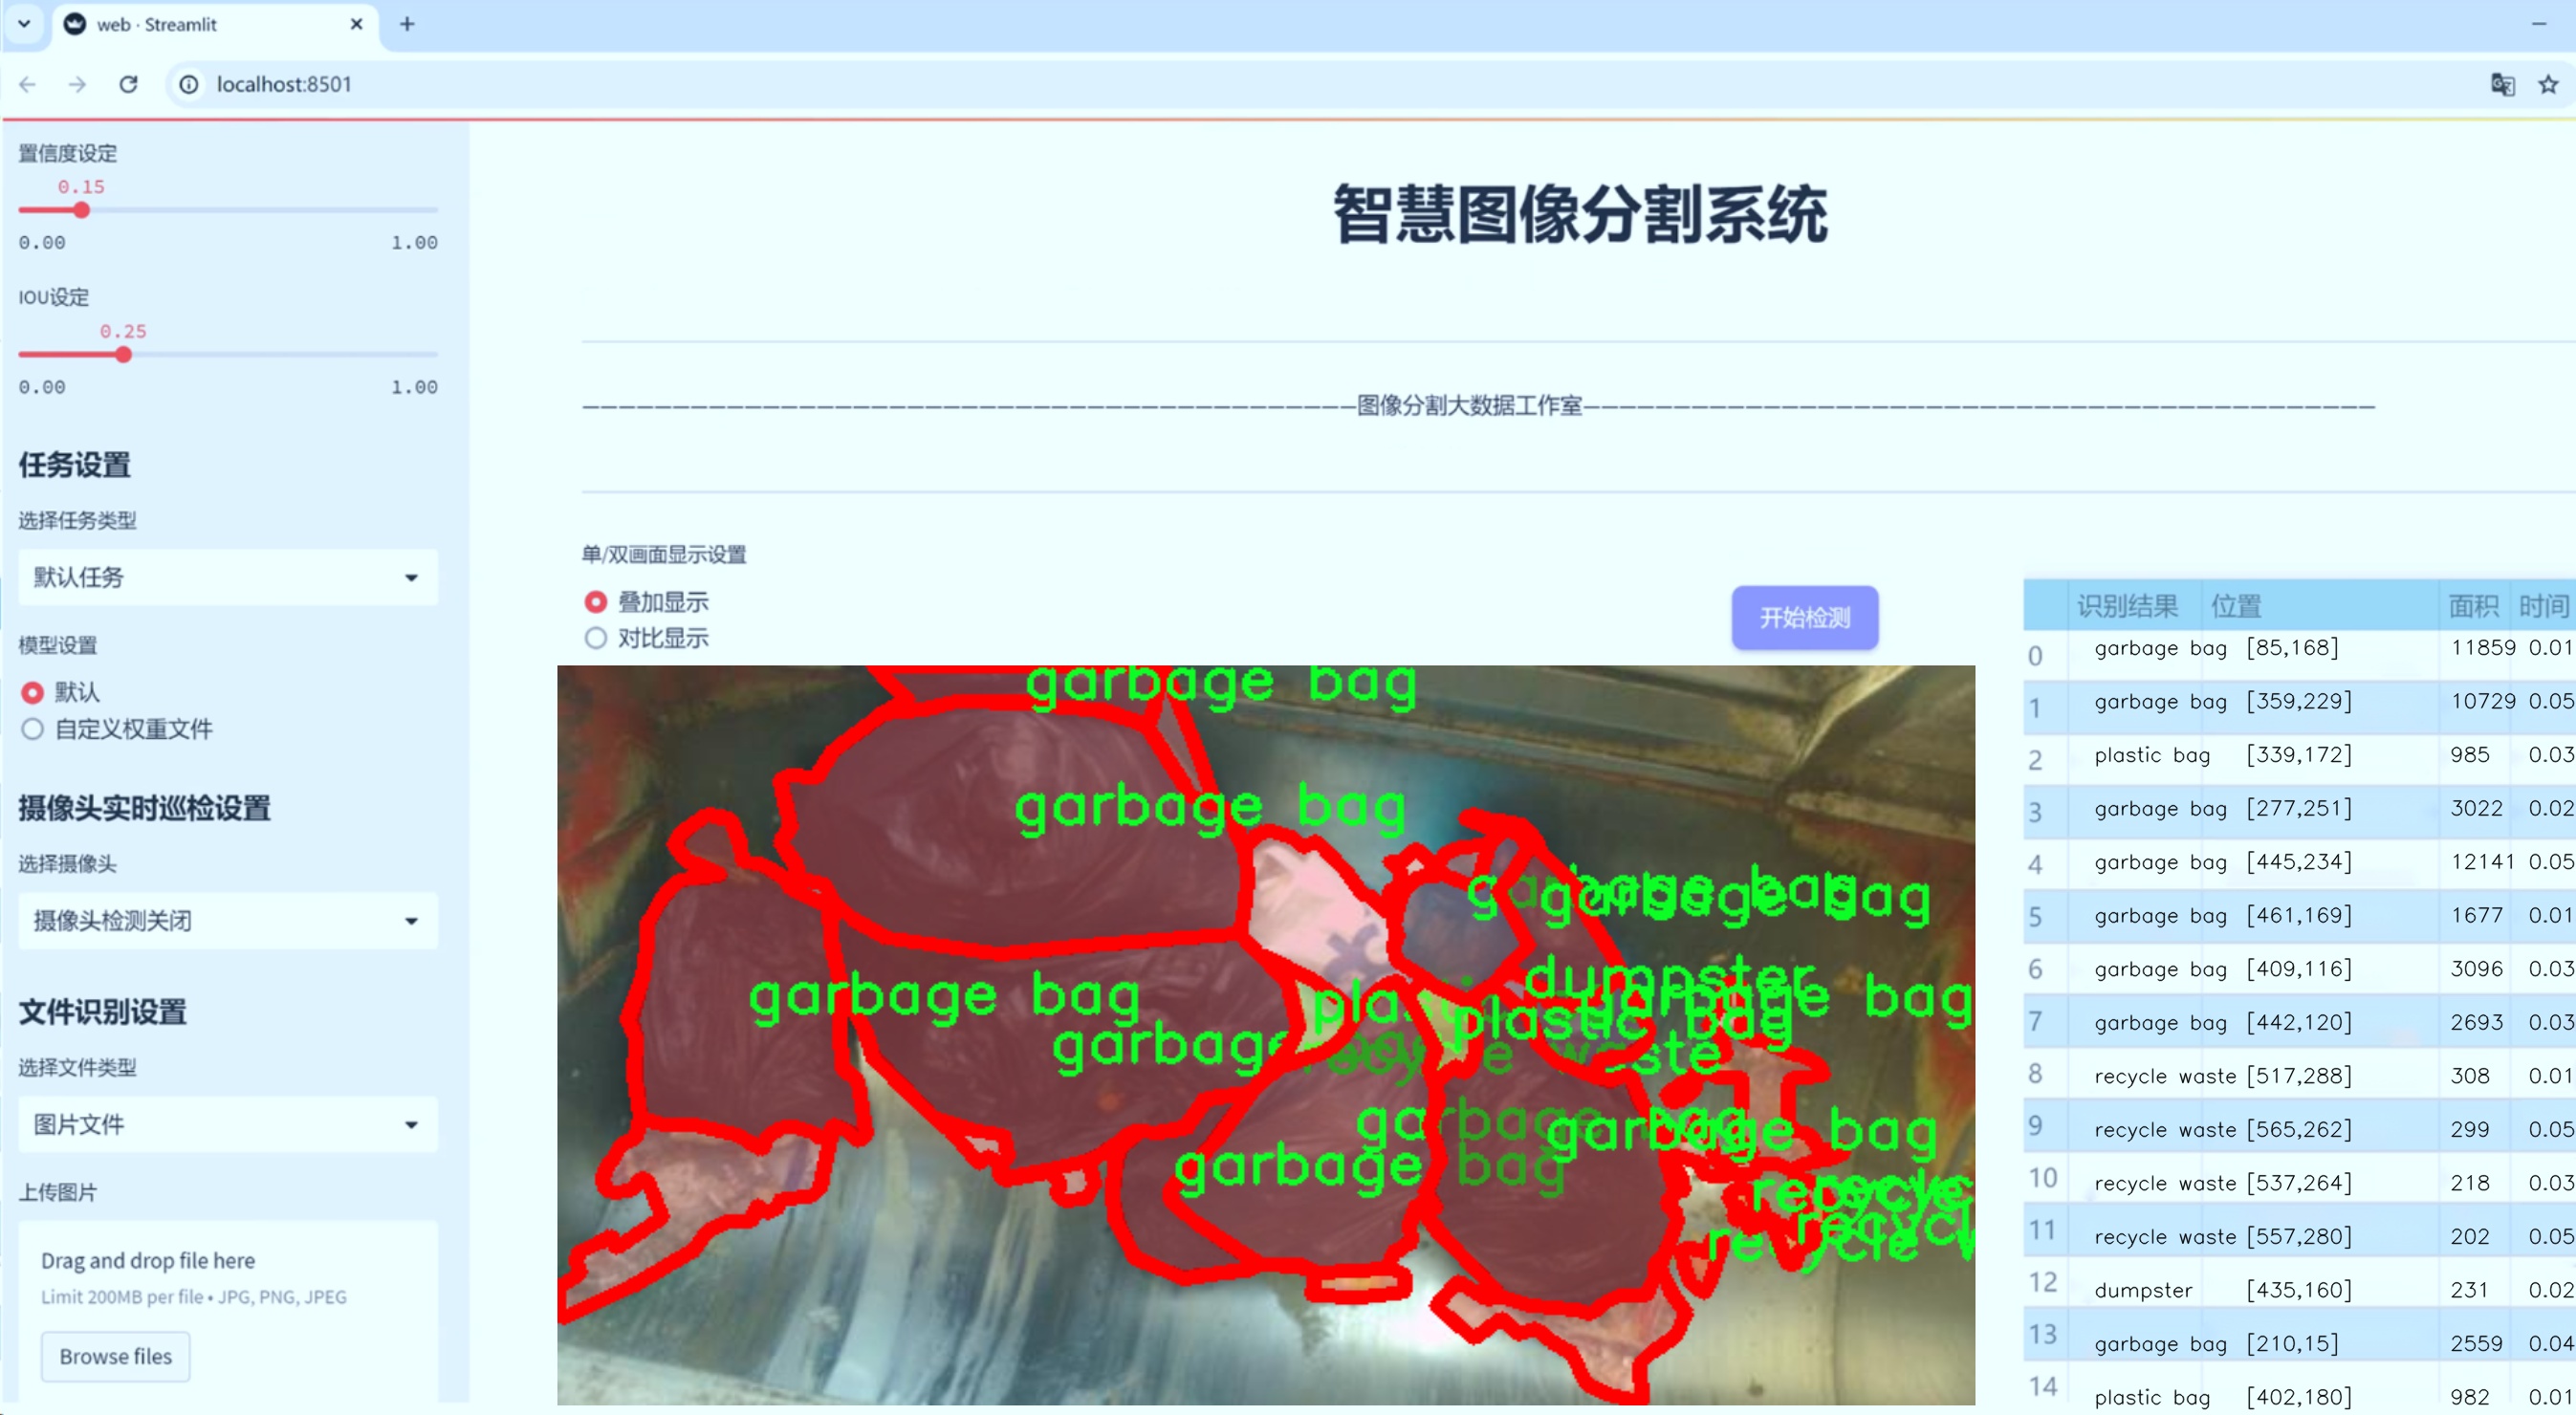 web · Streamlit
localhost:8501
置信度设定
0.15
0.00 1.00
IOU设定
0.25
0.00 1.00
任务设置
选择任务类型
默认任务
模型设置
默认
自定义权重文件
摄像头实时巡检设置
选择摄像头
摄像头检测关闭
文件识别设置
选择文件类型
图片文件
上传图片
Drag and drop file here
Limit 200MB per file • JPG, PNG, JPEG
Browse files
智慧图像分割系统
图像分割大数据工作室
单/双画面显示设置
叠加显示
对比显示
开始检测
garbage bag
garbage bag
garbage bag
garbage bag
garbage bag
dumpster
garbage bag
plastic bag
garbage
recycle waste
garbage bag
garbage bag
garbage bag
recycle
recycl
recycle
识别结果 位置 面积 时间
0 garbage bag [85,168] 11859 0.01
1 garbage bag [359,229] 10729 0.05
2 plastic bag [339,172] 985 0.03
3 garbage bag [277,251] 3022 0.02
4 garbage bag [445,234] 12141 0.05
5 garbage bag [461,169] 1677 0.01
6 garbage bag [409,116] 3096 0.03
7 garbage bag [442,120] 2693 0.03
8 recycle waste [517,288] 308 0.01
9 recycle waste [565,262] 299 0.05
10 recycle waste [537,264] 218 0.03
11 recycle waste [557,280] 202 0.05
12 dumpster [435,160] 231 0.02
13 garbage bag [210,15] 2559 0.04
14 plastic bag [402,180] 982 0.01